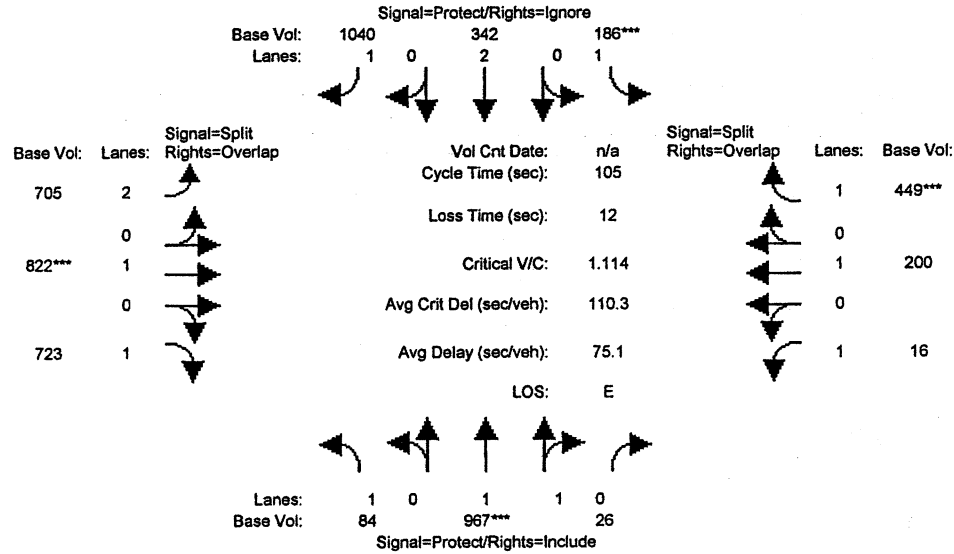 Signal=Protect/Rights=Ignore
Base Vol: 1040 342 186***
Lanes: 1 0 2 0 1
Signal=Split
Rights=Overlap
Base Vol: Lanes:
705 2
0
822*** 1
0
723 1
Vol Cnt Date: n/a
Cycle Time (sec): 105
Loss Time (sec): 12
Critical V/C: 1.114
Avg Crit Del (sec/veh): 110.3
Avg Delay (sec/veh): 75.1
LOS: E
Signal=Split
Rights=Overlap
Lanes: Base Vol:
1 449***
0
1 200
0
1 16
Lanes: 1 0 1 1 0
Base Vol: 84 967*** 26
Signal=Protect/Rights=Include